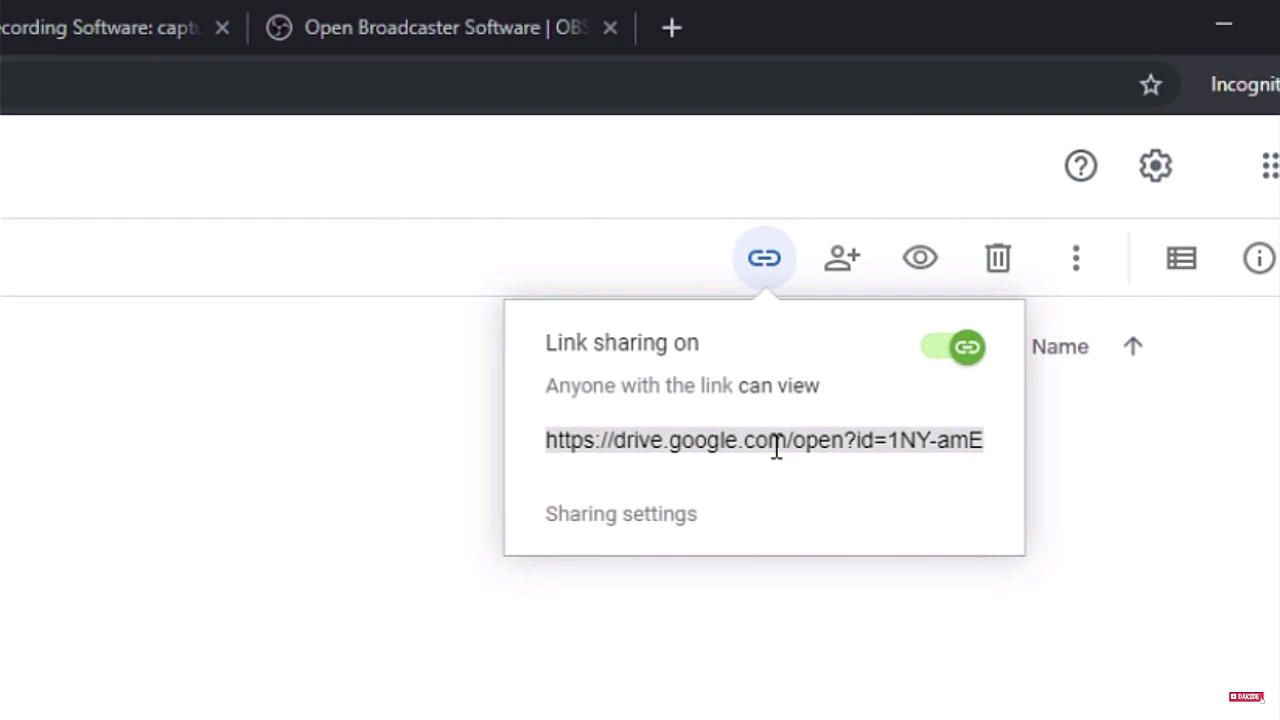 cording Software: capt
Open Broadcaster Software | OBS
Incognit
Link sharing on
Name
Anyone with the link can view
https://drive.google.com/open?id=1NY-amE
Sharing settings